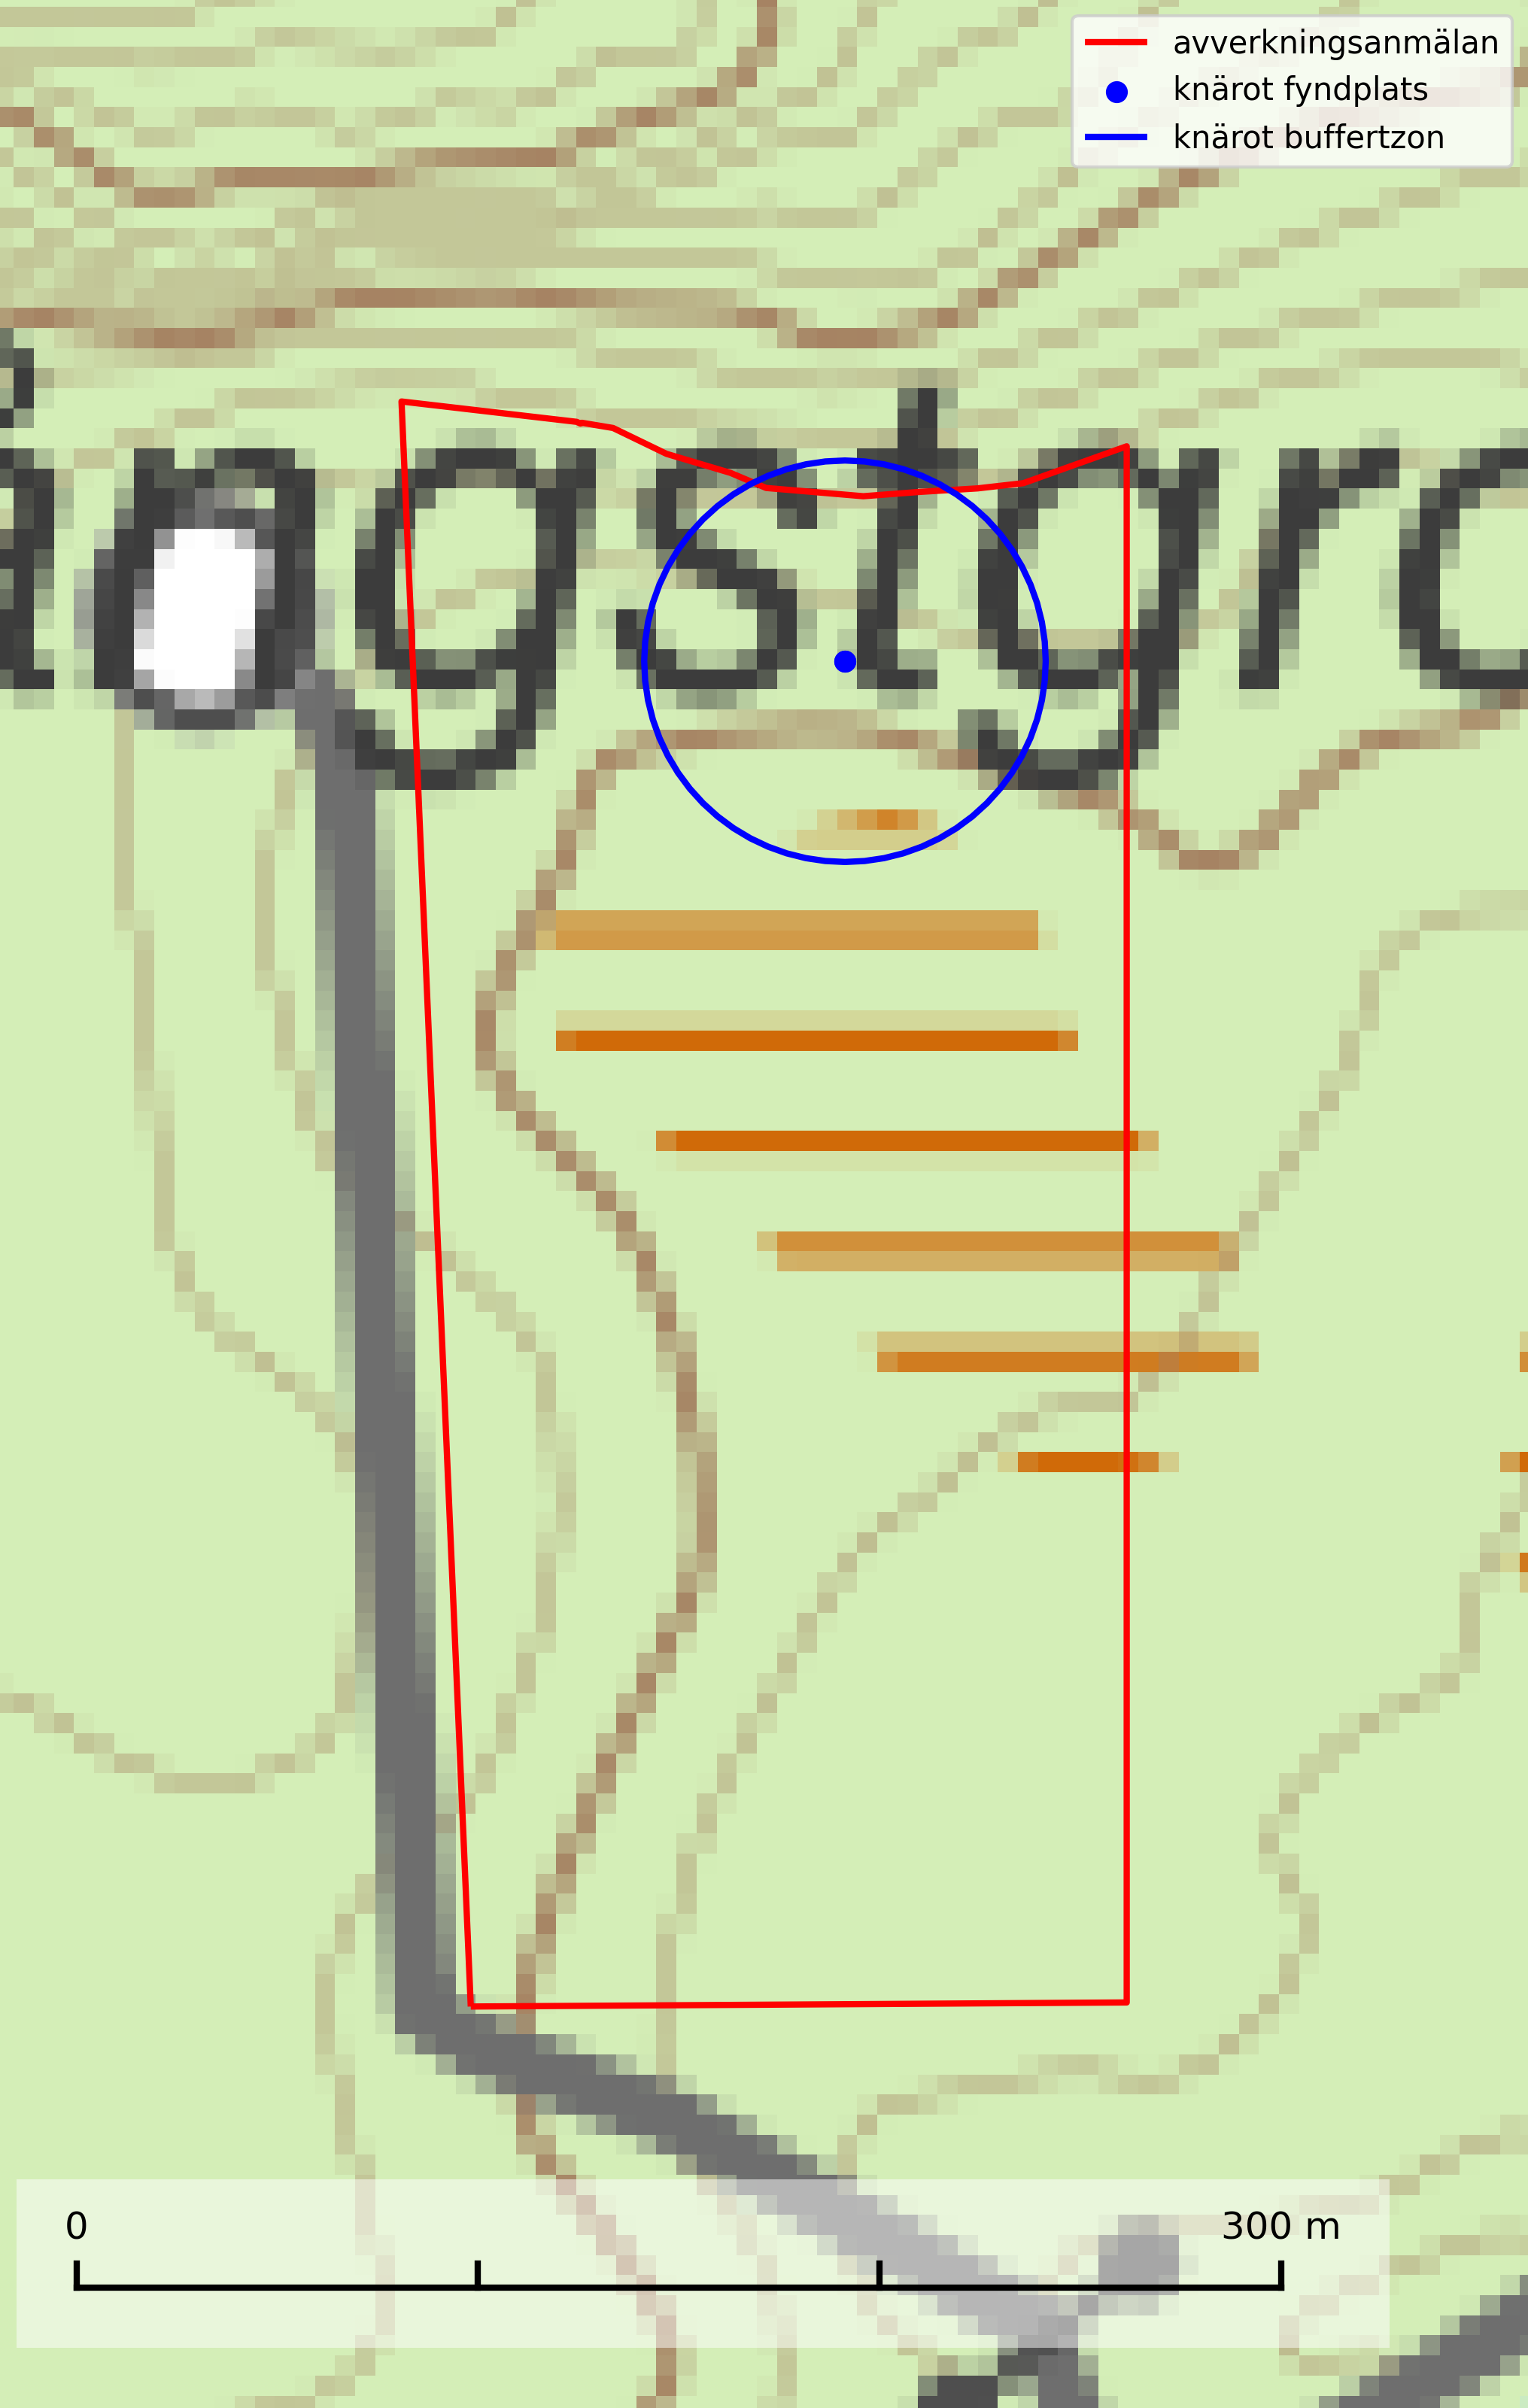 avverkningsanmälan
knärot fyndplats
knärot buffertzon
0 300 m